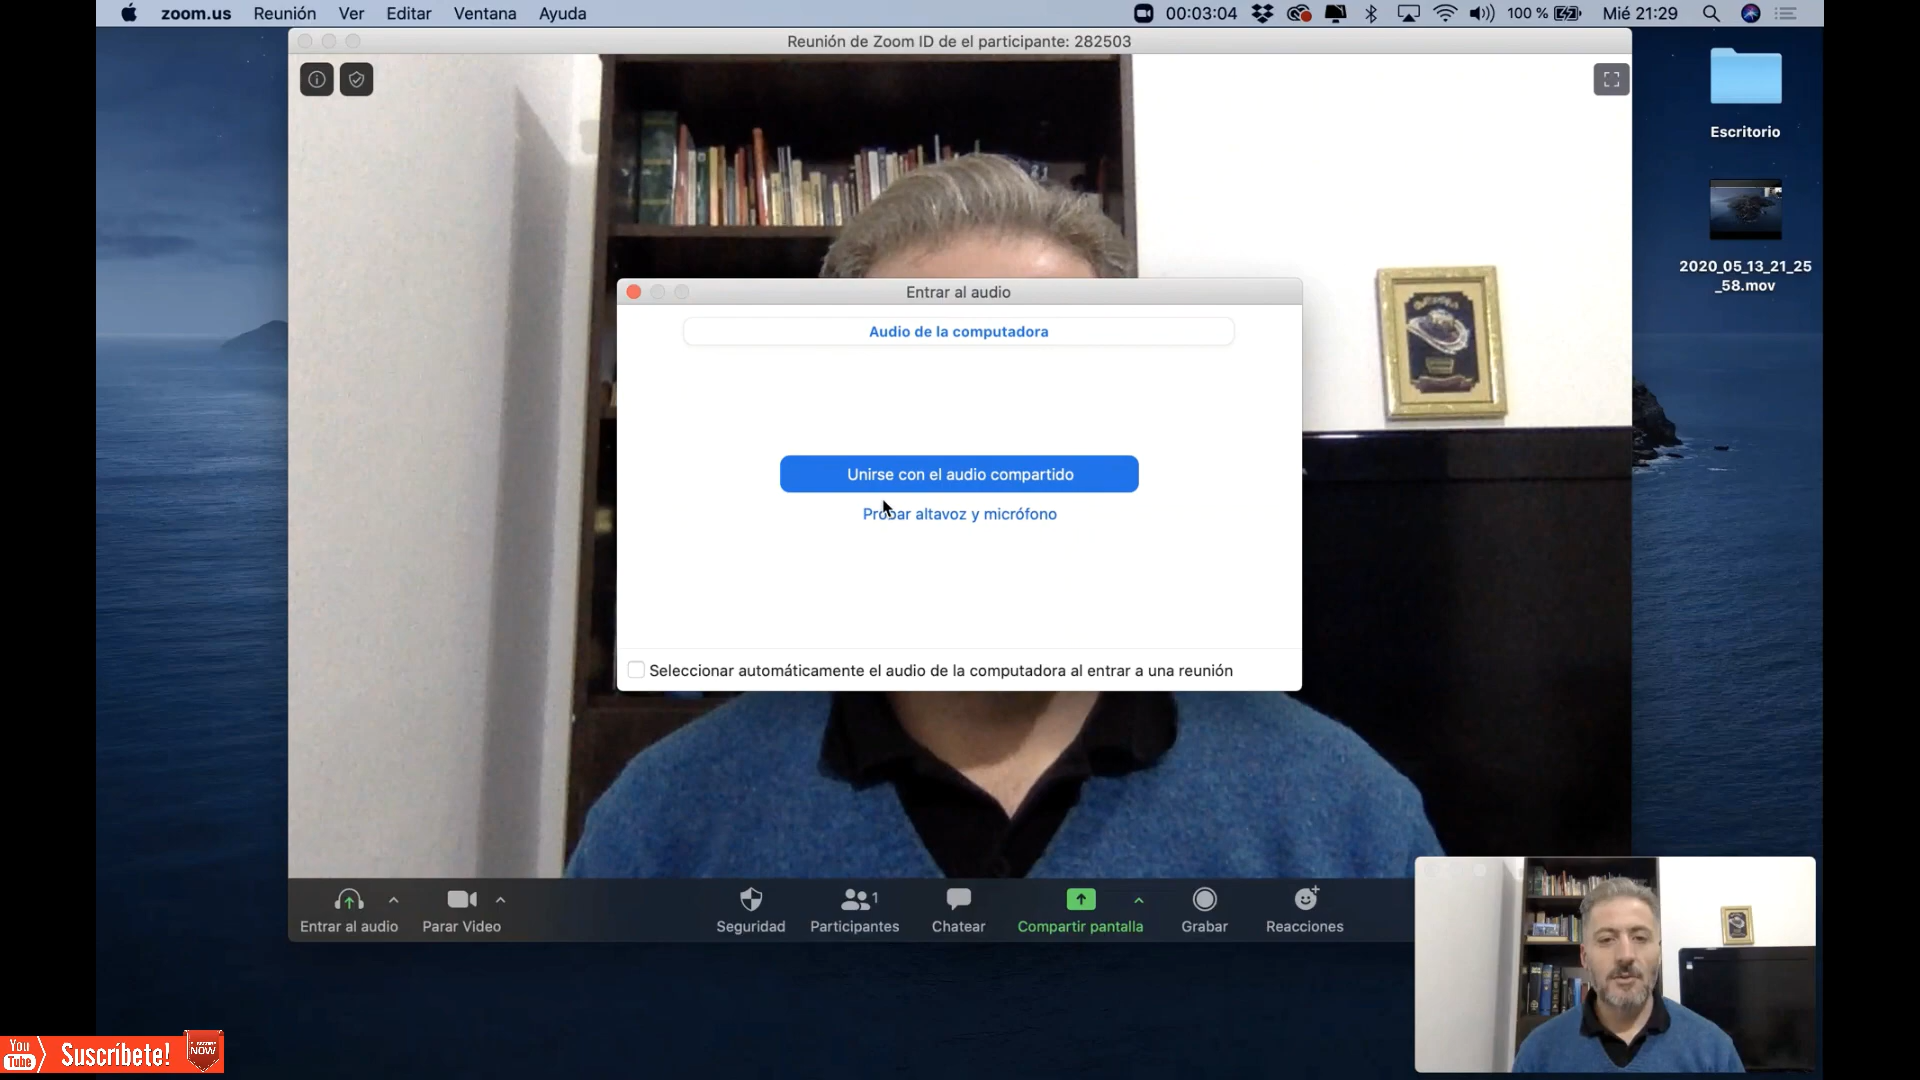 zoom.us Reunión Ver Editar Ventana Ayuda 00:03:04 100 % Mié 21:29
Reunión de Zoom ID de el participante: 282503
Escritorio
2020_05_13_21_25
_58.mov
Entrar al audio
Audio de la computadora
Unirse con el audio compartido
Probar altavoz y micrófono
Seleccionar automáticamente el audio de la computadora al entrar a una reunión
1
Entrar al audio Parar Video Seguridad Participantes Chatear Compartir pantalla Grabar Reacciones
You
Tube
Suscríbete!
NOW